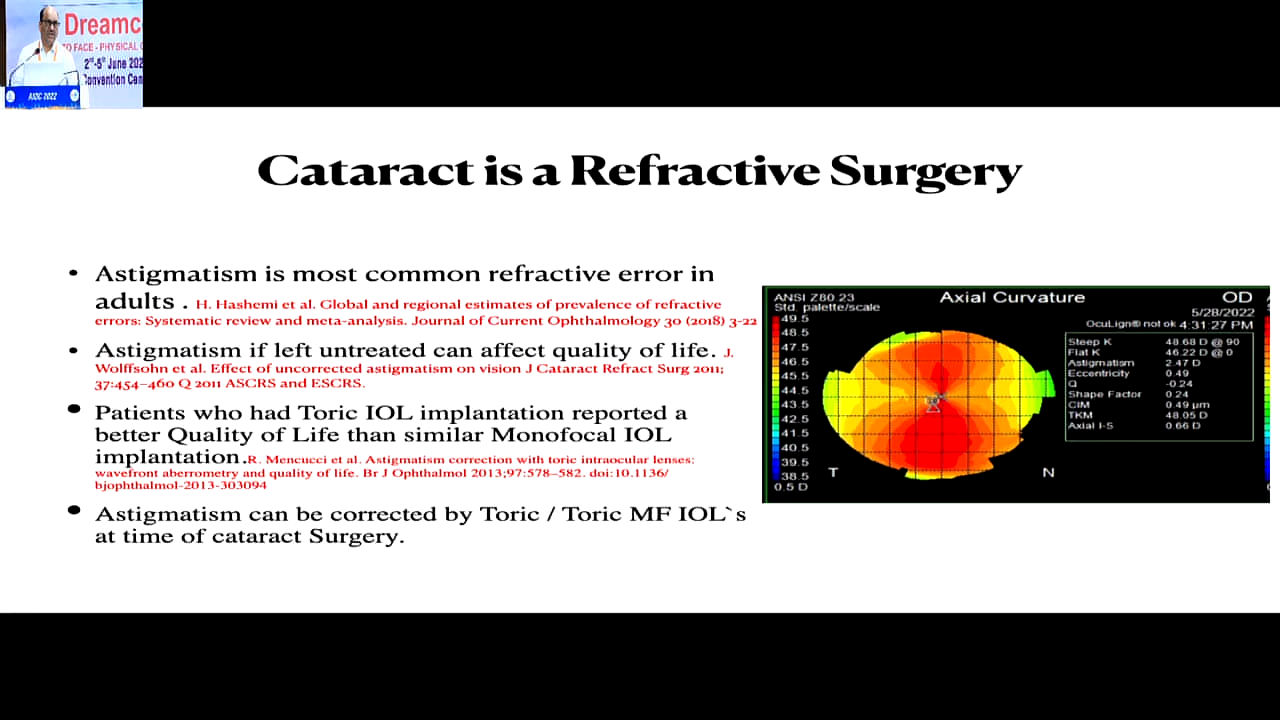 Dreamc
O FACE - PHYSICAL
2nd-5th June 202
Convention Cen
AIOC 2022
Cataract is a Refractive Surgery
• Astigmatism is most common refractive error in
adults . H. Hashemi et al. Global and regional estimates of prevalence of refractive
errors: Systematic review and meta-analysis. Journal of Current Ophthalmology 30 (2018) 3-22
• Astigmatism if left untreated can affect quality of life. J.
Wolffsohn et al. Effect of uncorrected astigmatism on vision J Cataract Refract Surg 2011;
37:454–460 Q 2011 ASCRS and ESCRS.
• Patients who had Toric IOL implantation reported a
better Quality of Life than similar Monofocal IOL
implantation.R. Mencucci et al. Astigmatism correction with toric intraocular lenses:
wavefront aberrometry and quality of life. Br J Ophthalmol 2013;97:578–582. doi:10.1136/
bjophthalmol-2013-303094
• Astigmatism can be corrected by Toric / Toric MF IOL`s
at time of cataract Surgery.
ANSI Z80.23 Axial Curvature OD
Std. palette/scale 5/28/2022
OcuLign® not ok 4:31:27 PM
49.5
48.5
47.5
46.5
45.5
44.5
43.5
42.5
41.5
40.5
39.5
38.5
0.5 D
T N
Steep K 48.68 D @ 90
Flat K 46.22 D @ 0
Astigmatism 2.47 D
Eccentricity 0.49
Q -0.24
Shape Factor 0.24
CIM 0.49 µm
TKM 48.05 D
Axial I-S 0.66 D